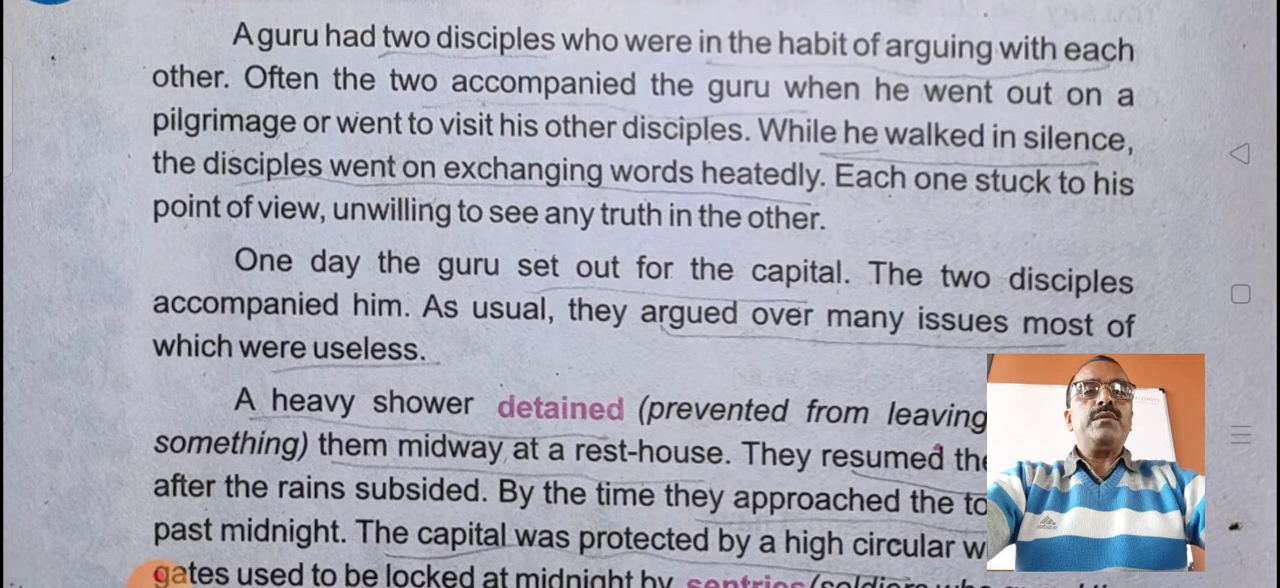 A guru had two disciples who were in the habit of arguing with each
other. Often the two accompanied the guru when he went out on a
pilgrimage or went to visit his other disciples. While he walked in silence,
the disciples went on exchanging words heatedly. Each one stuck to his
point of view, unwilling to see any truth in the other.
One day the guru set out for the capital. The two disciples
accompanied him. As usual, they argued over many issues most of
which were useless.
A heavy shower detained (prevented from leaving
something) them midway at a rest-house. They resumed
after the rains subsided. By the time they approached the
past midnight. The capital was protected by a high circular
gates used to be locked at midnight by sentries (soldiers